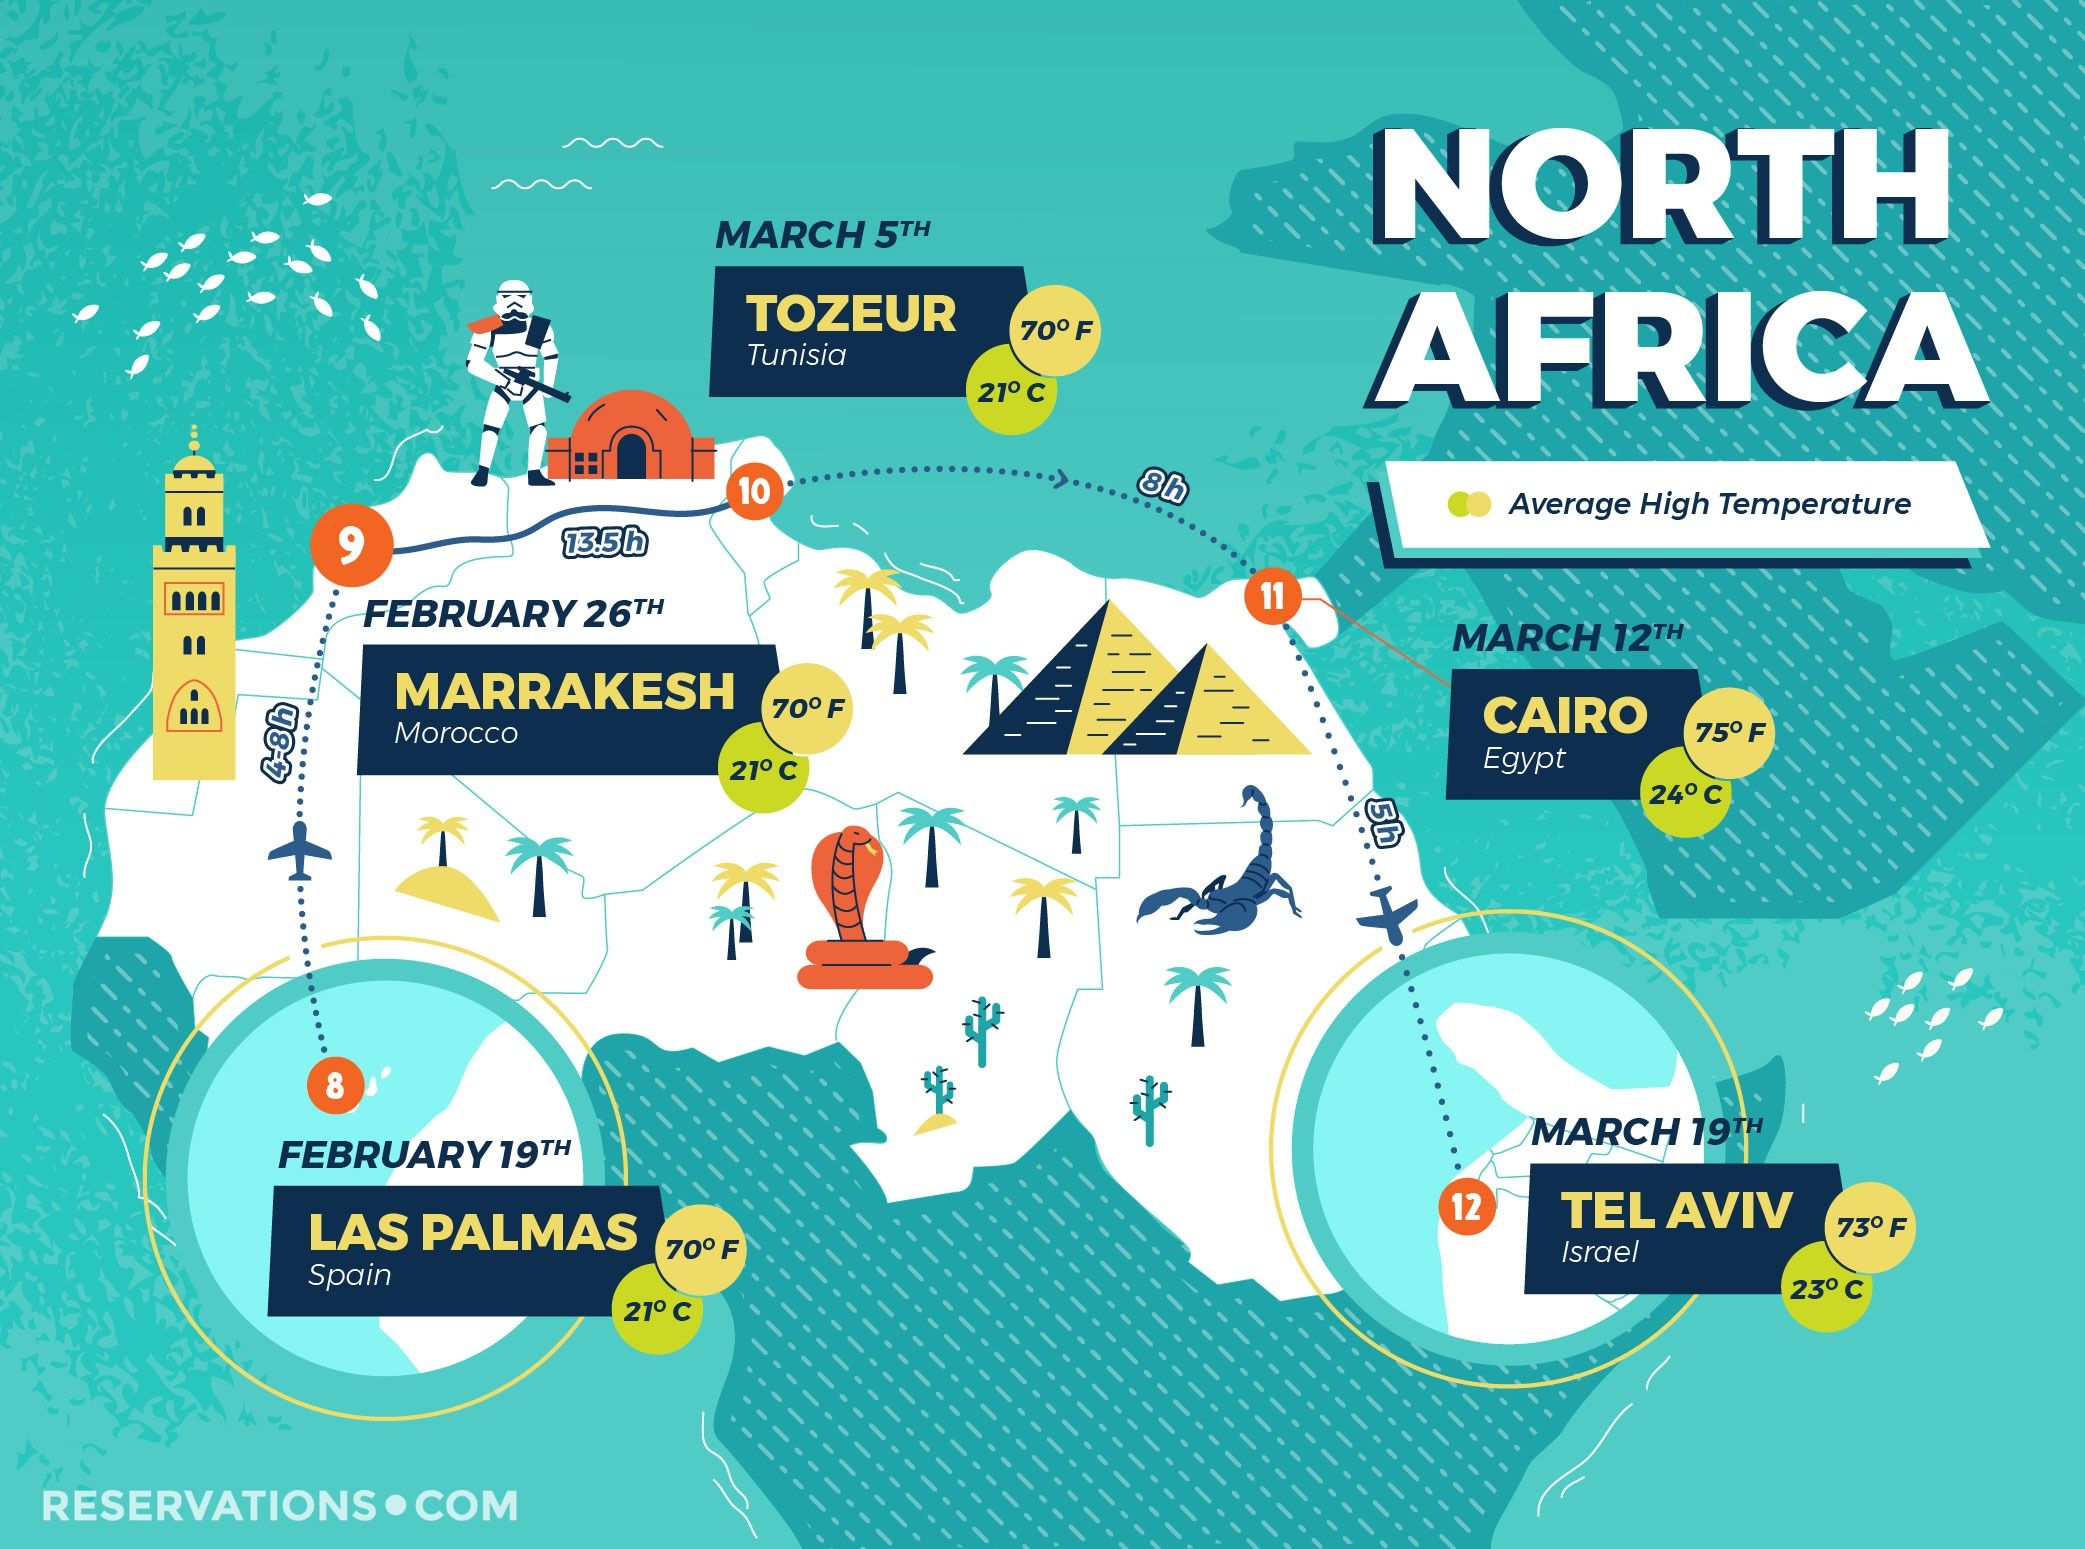 NORTH
AFRICA
Average High Temperature
MARCH 5TH
TOZEUR
Tunisia
70° F
21° C
10
8h
9
13.5h
11
FEBRUARY 26TH
MARRAKESH
Morocco
70° F
21° C
4-8h
MARCH 12TH
CAIRO
Egypt
75° F
24° C
5h
8
FEBRUARY 19TH
LAS PALMAS
Spain
70° F
21° C
MARCH 19TH
12
TEL AVIV
Israel
73° F
23° C
RESERVATIONS•COM